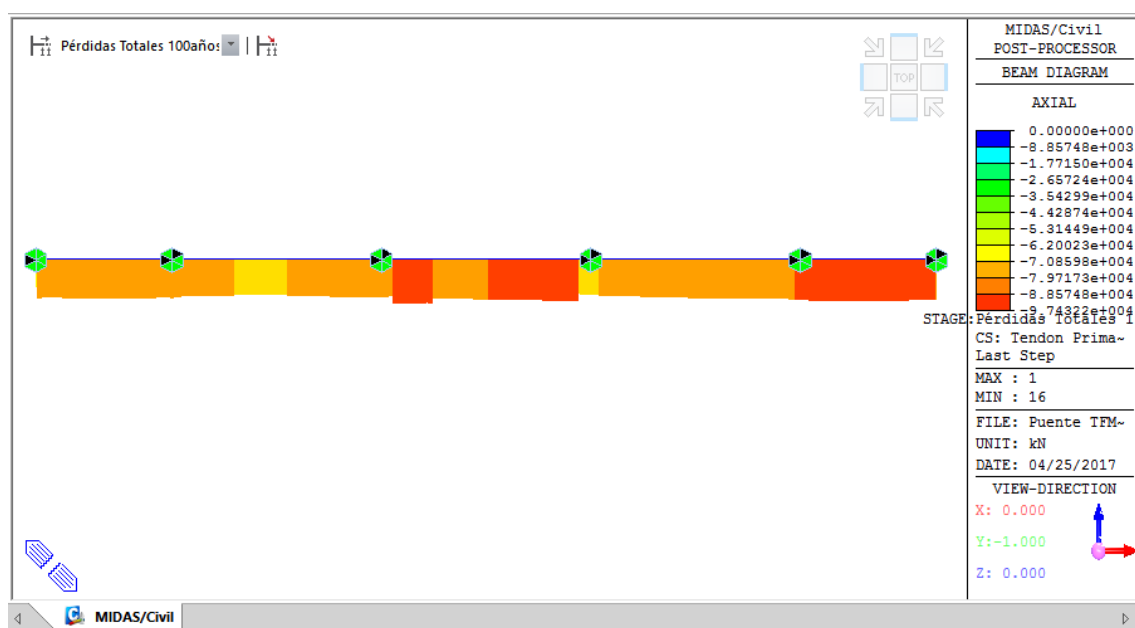 Pérdidas Totales 100años
TOP
MIDAS/Civil
POST-PROCESSOR
BEAM DIAGRAM
AXIAL
0.00000e+000
-8.85748e+003
-1.77150e+004
-2.65724e+004
-3.54299e+004
-4.42874e+004
-5.31449e+004
-6.20023e+004
-7.08598e+004
-7.97173e+004
-8.85748e+004
-9.74322e+004
STAGE:Pérdidas Totales 1
CS: Tendon Prima~
Last Step
MAX : 1
MIN : 16
FILE: Puente TFM~
UNIT: kN
DATE: 04/25/2017
VIEW-DIRECTION
X: 0.000
Y:-1.000
Z: 0.000
MIDAS/Civil